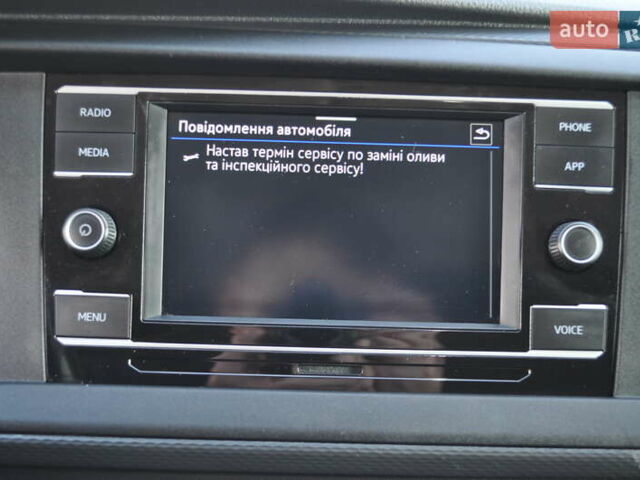 auto
RADIO
MEDIA
MENU
Повідомлення автомобіля
Настав термін сервісу по заміні оливи
та інспекційного сервісу!
PHONE
APP
VOICE